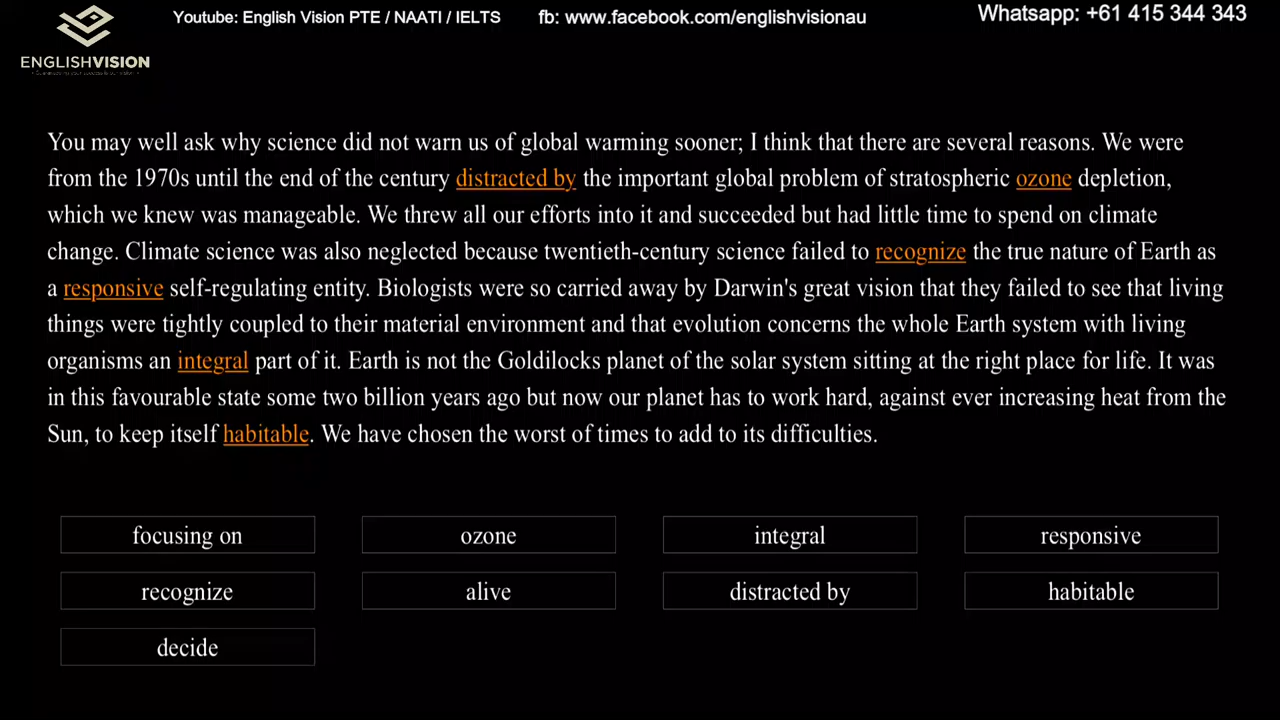 Youtube: English Vision PTE / NAATI / IELTS fb: www.facebook.com/englishvisionau Whatsapp: +61 415 344 343
ENGLISHVISION
You may well ask why science did not warn us of global warming sooner; I think that there are several reasons. We were
from the 1970s until the end of the century distracted by the important global problem of stratospheric ozone depletion,
which we knew was manageable. We threw all our efforts into it and succeeded but had little time to spend on climate
change. Climate science was also neglected because twentieth-century science failed to recognize the true nature of Earth as
a responsive self-regulating entity. Biologists were so carried away by Darwin's great vision that they failed to see that living
things were tightly coupled to their material environment and that evolution concerns the whole Earth system with living
organisms an integral part of it. Earth is not the Goldilocks planet of the solar system sitting at the right place for life. It was
in this favourable state some two billion years ago but now our planet has to work hard, against ever increasing heat from the
Sun, to keep itself habitable. We have chosen the worst of times to add to its difficulties.
focusing on ozone integral responsive
recognize alive distracted by habitable
decide